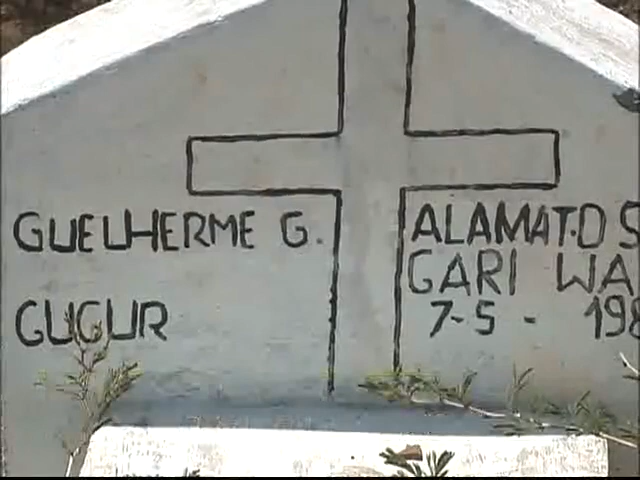 GUELHERME G.
GUGUR
ALAMAT.D S
GARI WA
7-5 - 198